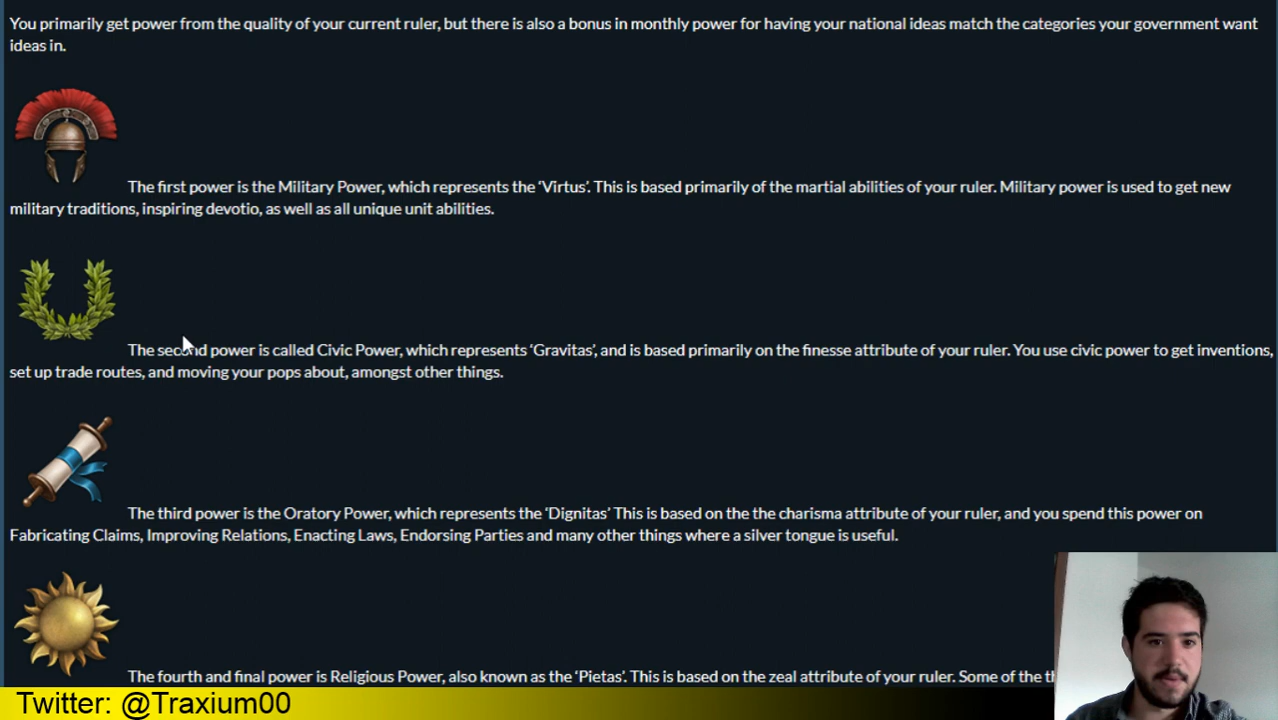 You primarily get power from the quality of your current ruler, but there is also a bonus in monthly power for having your national ideas match the categories your government want
ideas in.
The first power is the Military Power, which represents the ‘Virtus’. This is based primarily of the martial abilities of your ruler. Military power is used to get new
military traditions, inspiring devotio, as well as all unique unit abilities.
The second power is called Civic Power, which represents ‘Gravitas’, and is based primarily on the finesse attribute of your ruler. You use civic power to get inventions,
set up trade routes, and moving your pops about, amongst other things.
The third power is the Oratory Power, which represents the ‘Dignitas’ This is based on the the charisma attribute of your ruler, and you spend this power on
Fabricating Claims, Improving Relations, Enacting Laws, Endorsing Parties and many other things where a silver tongue is useful.
The fourth and final power is Religious Power, also known as the ‘Pietas’. This is based on the zeal attribute of your ruler. Some of the
Twitter: @Traxium00